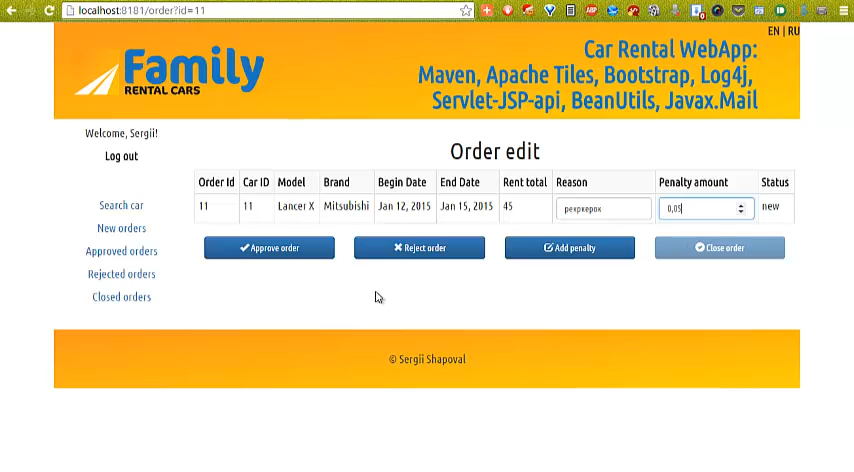 localhost:8181/order?id=11
EN | RU
Family
RENTAL CARS
Car Rental WebApp:
Maven, Apache Tiles, Bootstrap, Log4j,
Servlet-JSP-api, BeanUtils, Javax.Mail
Welcome, Sergii!
Log out
Search car
New orders
Approved orders
Rejected orders
Closed orders
Order edit
Order Id Car ID Model Brand Begin Date End Date Rent total Reason Penalty amount Status
11 11 Lancer X Mitsubishi Jan 12, 2015 Jan 15, 2015 45 рекркерок 0,05 new
Approve order Reject order Add penalty Close order
© Sergii Shapoval